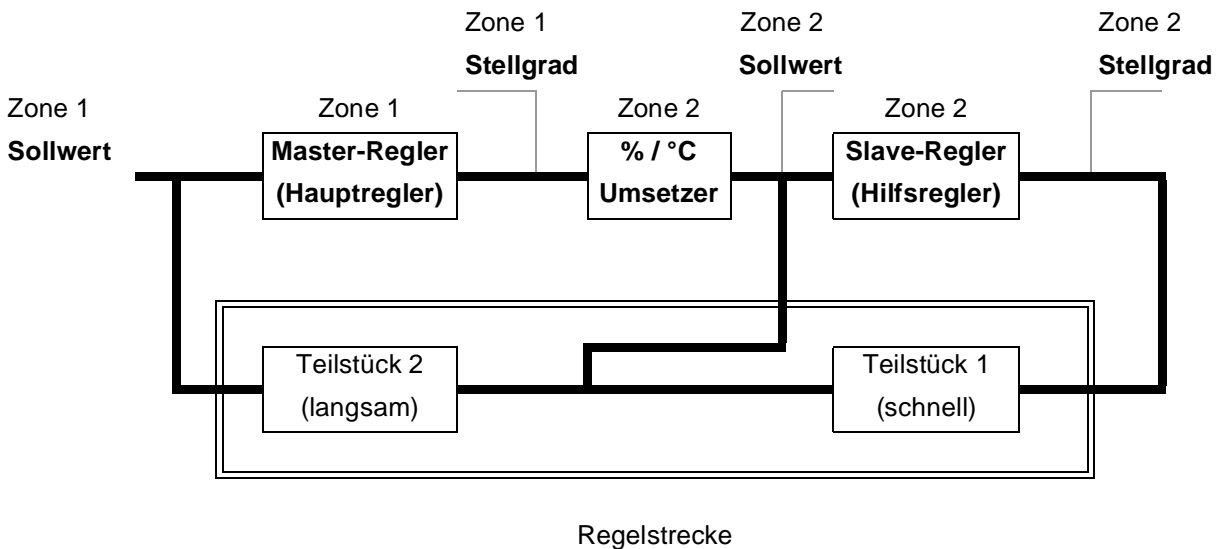 Zone 1
Stellgrad
Zone 2
Sollwert
Zone 2
Stellgrad
Zone 1
Sollwert
Zone 1
Master-Regler
(Hauptregler)
Zone 2
% / °C
Umsetzer
Zone 2
Slave-Regler
(Hilfsregler)
Teilstück 2
(langsam)
Teilstück 1
(schnell)
Regelstrecke